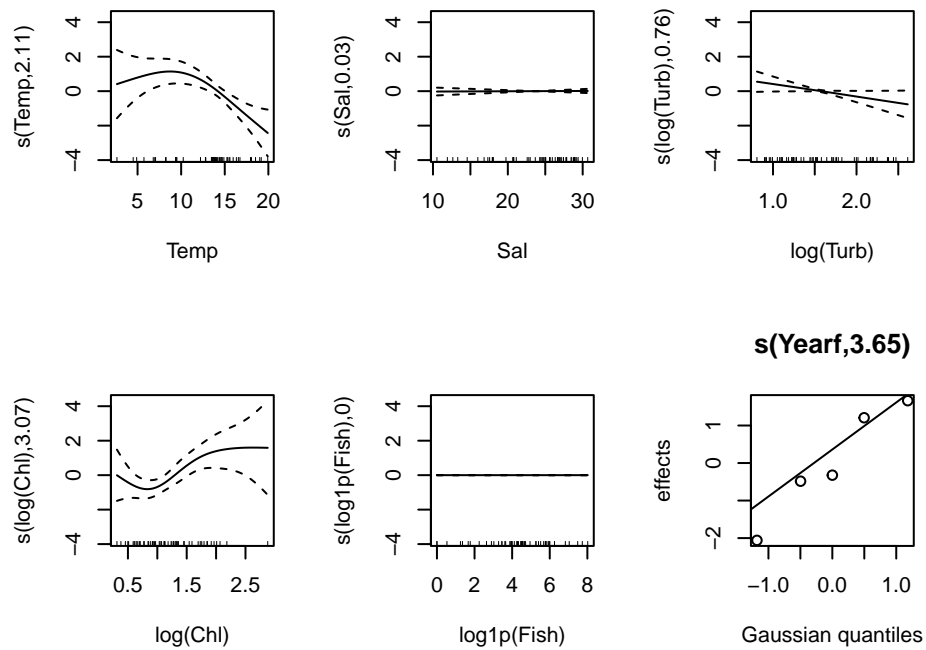 s(Temp,2.11)
4
2
0
−4
5 10 15 20
Temp
s(Sal,0.03)
4
2
0
−4
10 20 30
Sal
s(log(Turb),0.76)
4
2
0
−4
1.0 2.0
log(Turb)
s(log(Chl),3.07)
4
2
0
−4
0.5 1.5 2.5
log(Chl)
s(log1p(Fish),0)
4
2
0
−4
0 2 4 6 8
log1p(Fish)
s(Yearf,3.65)
effects
1
0
−2
−1.0 0.0 1.0
Gaussian quantiles